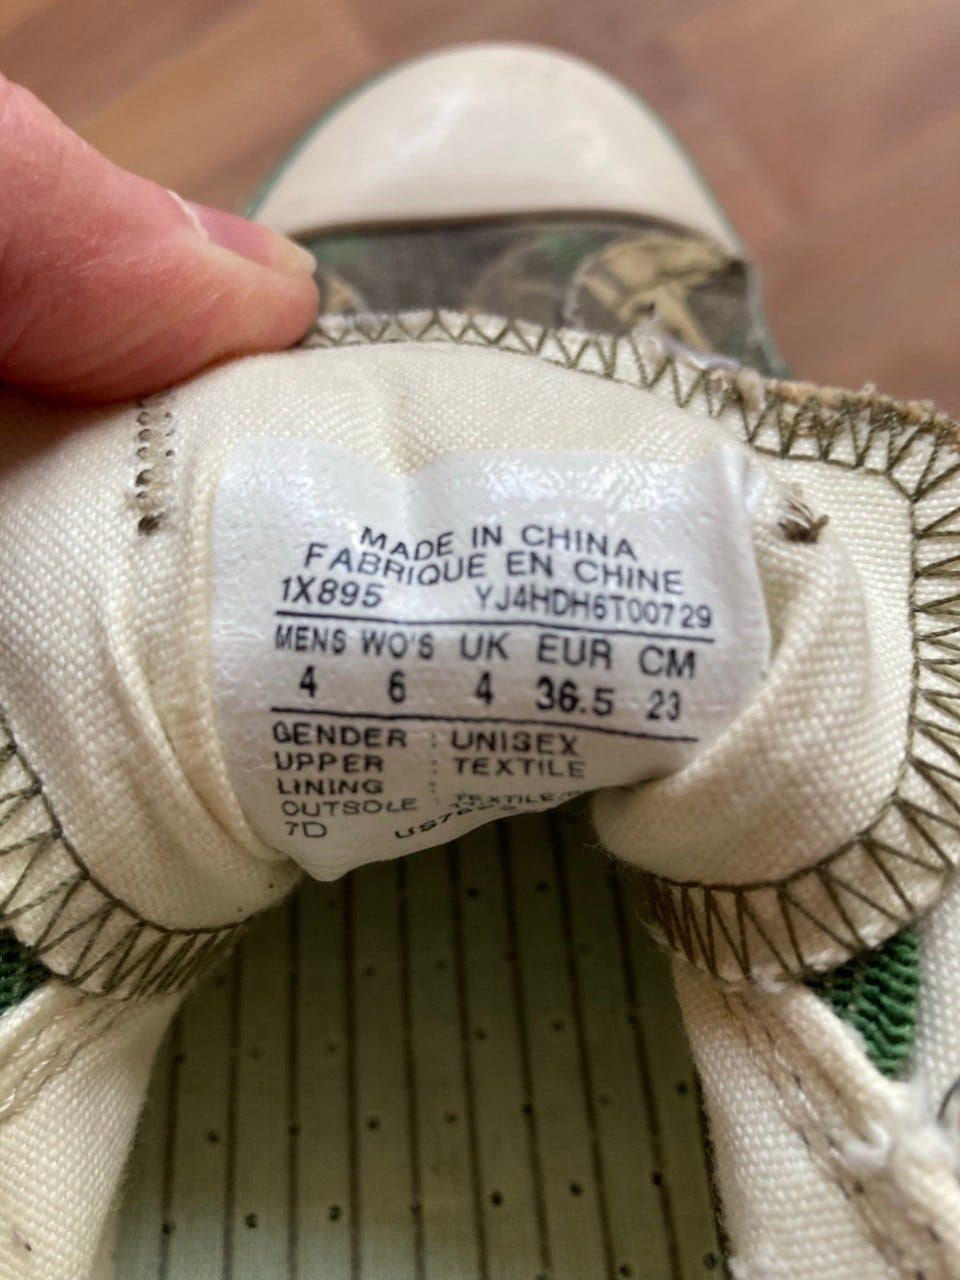 MADE IN CHINA
FABRIQUE EN CHINE
1X895 YJ4HDH6T00729
MENS WO'S UK EUR CM
4 6 4 36.5 23
GENDER : UNISEX
UPPER : TEXTILE
LINING : TEXTILE
OUTSOLE :
7D